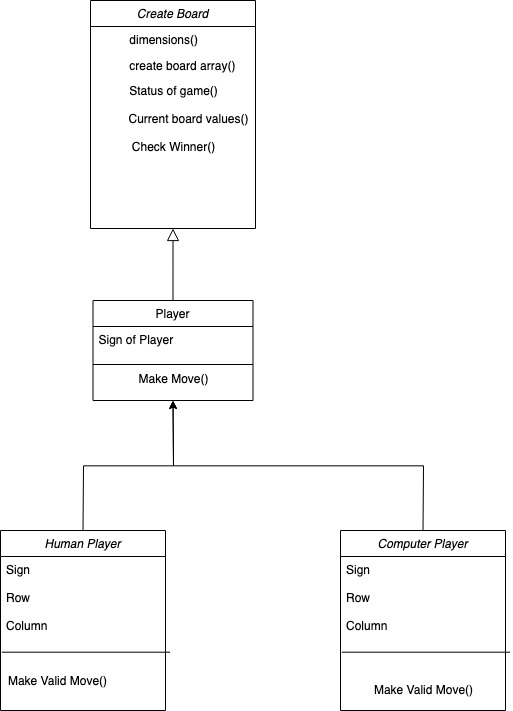 Create Board
dimensions()
create board array()
Status of game()
Current board values()
Check Winner()
Player
Sign of Player
Make Move()
Human Player
Sign
Row
Column
Make Valid Move()
Computer Player
Sign
Row
Column
Make Valid Move()